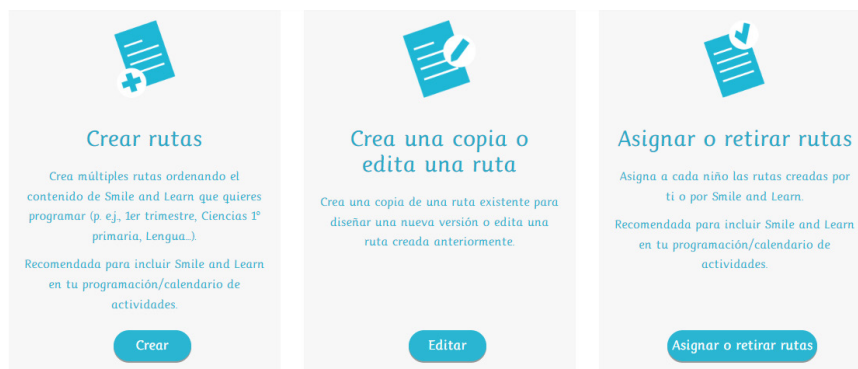 Crear rutas
Crea múltiples rutas ordenando el
contenido de Smile and Learn que quieres
programar (p. ej., 1er trimestre, Ciencias 1º
primaria, Lengua...).
Recomendada para incluir Smile and Learn
en tu programación/calendario de
actividades.
Crear
Crea una copia o
edita una ruta
Crea una copia de una ruta existente para
diseñar una nueva versión o edita una
ruta creada anteriormente.
Editar
Asignar o retirar rutas
Asigna a cada niño las rutas creadas por
ti o por Smile and Learn.
Recomendada para incluir Smile and Learn
en tu programación/calendario de
actividades.
Asignar o retirar rutas